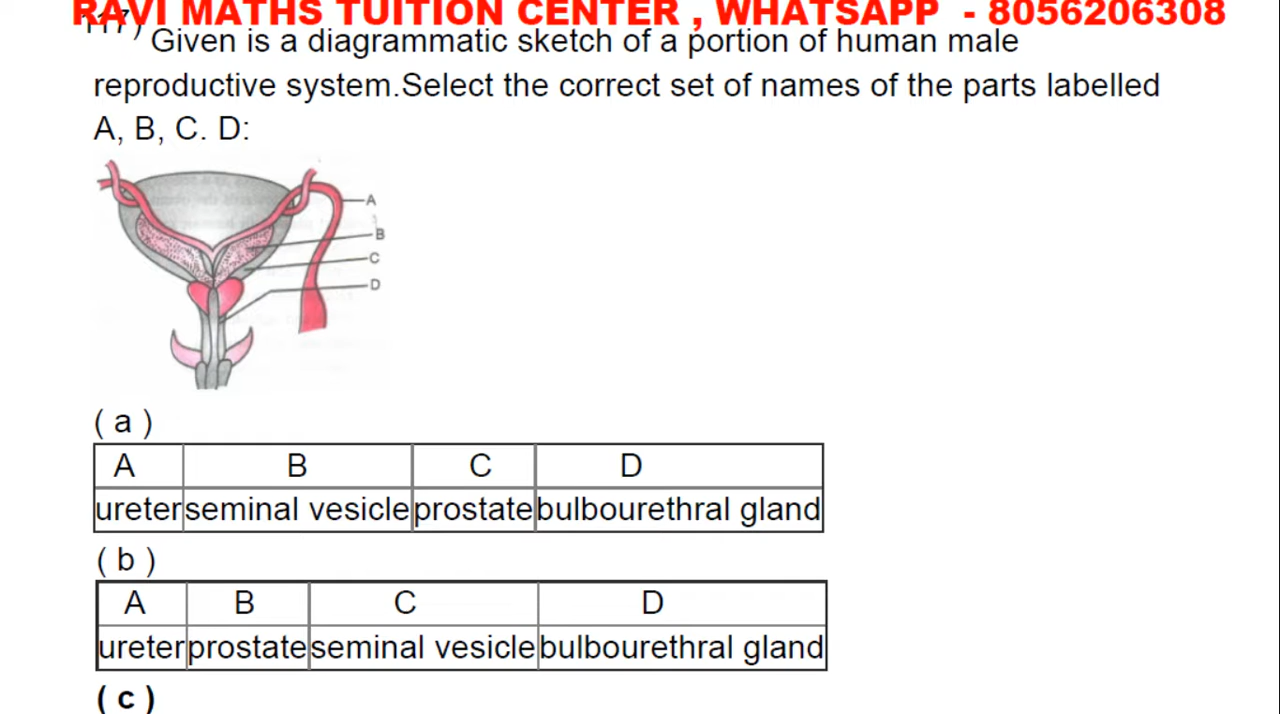 RAVI MATHS TUITION CENTER , WHATSAPP - 8056206308
117) Given is a diagrammatic sketch of a portion of human male
reproductive system.Select the correct set of names of the parts labelled
A, B, C. D:
A
B
C
D
( a )
A B C D
ureter seminal vesicle prostate bulbourethral gland
( b )
A B C D
ureter prostate seminal vesicle bulbourethral gland
( c )